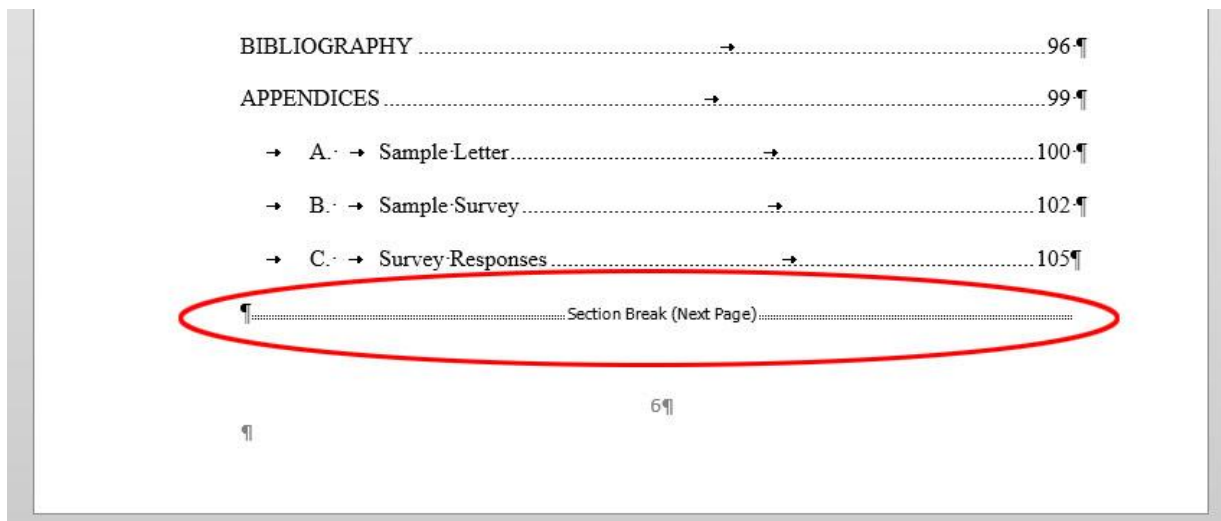 BIBLIOGRAPHY ........................................................→........................................................96·¶
APPENDICES ........................................................→........................................................99·¶
→ A.· → Sample·Letter........................................→........................................100·¶
→ B.· → Sample·Survey........................................→........................................102·¶
→ C.· → Survey·Responses........................................→........................................105¶
¶........................................Section Break (Next Page)........................................
6¶
¶